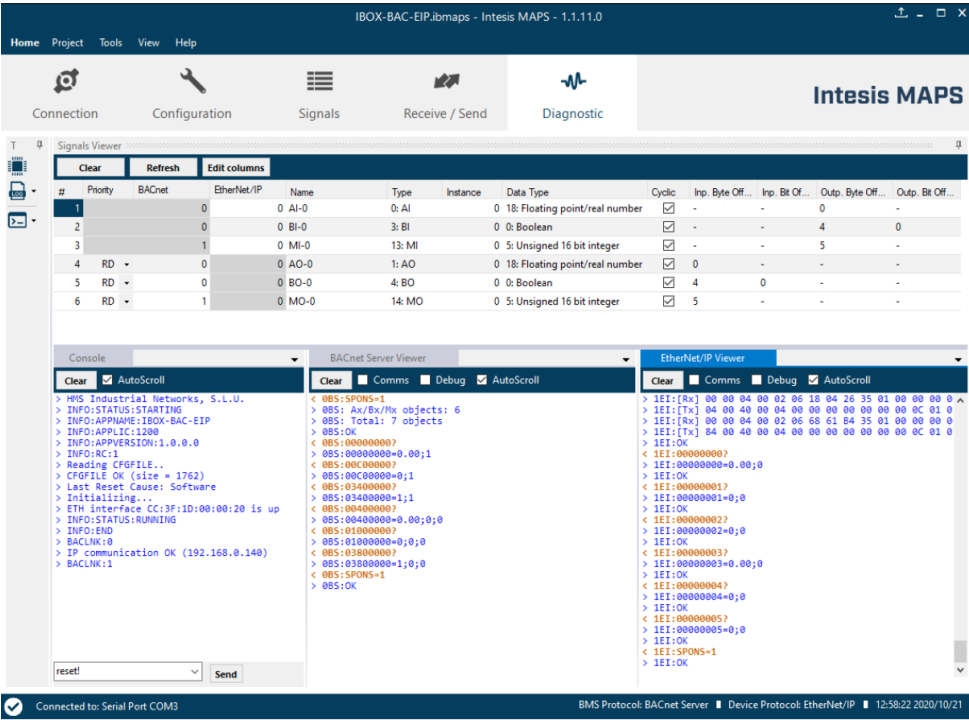 IBOX-BAC-EIP.ibmaps - Intesis MAPS - 1.1.11.0
Home Project Tools View Help
Connection Configuration Signals Receive / Send Diagnostic Intesis MAPS
T Signals Viewer
Clear Refresh Edit columns
# Priority BACnet EtherNet/IP Name Type Instance Data Type Cyclic Inp. Byte Off... Inp. Bit Of... Outp. Byte Off... Outp. Bit Off...
1 0 0 AI-0 0: AI 0 18: Floating point/real number - - 0 -
2 0 0 BI-0 3: BI 0 0: Boolean - - 4 0
3 1 0 MI-0 13: MI 0 5: Unsigned 16 bit integer - - 5 -
4 RD 0 0 AO-0 1: AO 0 18: Floating point/real number 0 - - -
5 RD 0 0 BO-0 4: BO 0 0: Boolean 4 0 - -
6 RD 1 0 MO-0 14: MO 0 5: Unsigned 16 bit integer 5 - - -
Console
Clear AutoScroll
> HMS Industrial Networks, S.L.U.
> INFO:STATUS:STARTING
> INFO:APPNAME:IBOX-BAC-EIP
> INFO:APPLIC:1200
> INFO:APPVERSION:1.0.0.0
> INFO:RC:1
> Reading CFGFILE..
> CFGFILE OK (size = 1762)
> Last Reset Cause: Software
> Initializing...
> ETH interface CC:3F:1D:00:00:20 is up
> INFO:STATUS:RUNNING
> INFO:END
> BACLNK:0
> IP communication OK (192.168.0.140)
> BACLNK:1
reset! Send
BACnet Server Viewer
Clear Comms Debug AutoScroll
< 0BS:SPONS=1
> 0BS: Ax/Bx/Mx objects: 6
> 0BS: Total: 7 objects
> 0BS:OK
< 0BS:00000000?
> 0BS:00000000=0.00;1
< 0BS:00C00000?
> 0BS:00C00000=0;1
< 0BS:03400000?
> 0BS:03400000=1;1
< 0BS:00400000?
> 0BS:00400000=0.00;0;0
< 0BS:01000000?
> 0BS:01000000=0;0;0
< 0BS:03800000?
> 0BS:03800000=1;0;0
< 0BS:SPONS=1
> 0BS:OK
EtherNet/IP Viewer
Clear Comms Debug AutoScroll
> 1EI:[Rx] 00 00 04 00 02 06 18 04 26 35 01 00 00 00 0
> 1EI:[Tx] 04 00 40 00 04 00 00 00 00 00 00 00 0C 01 0
> 1EI:[Rx] 00 00 04 00 02 06 68 61 B4 35 01 00 00 00 0
> 1EI:[Tx] 84 00 40 00 04 00 00 00 00 00 00 00 0C 01 0
> 1EI:OK
< 1EI:00000000?
> 1EI:00000000=0.00;0
> 1EI:OK
< 1EI:00000001?
> 1EI:00000001=0;0
> 1EI:OK
< 1EI:00000002?
> 1EI:00000002=0;0
> 1EI:OK
< 1EI:00000003?
> 1EI:00000003=0.00;0
> 1EI:OK
< 1EI:00000004?
> 1EI:00000004=0;0
> 1EI:OK
< 1EI:00000005?
> 1EI:00000005=0;0
> 1EI:OK
< 1EI:SPONS=1
> 1EI:OK
Connected to: Serial Port COM3 BMS Protocol: BACnet Server Device Protocol: EtherNet/IP 12:58:22 2020/10/21